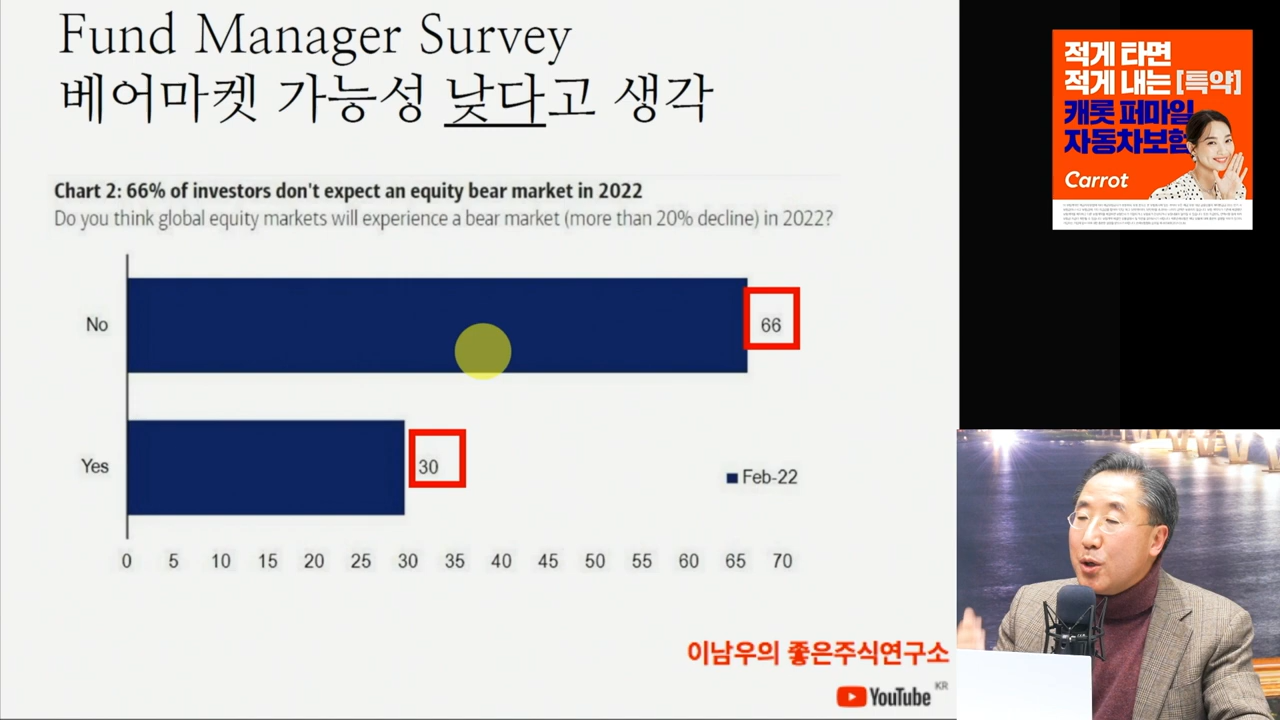 Fund Manager Survey
베어마켓 가능성 낮다고 생각
Chart 2: 66% of investors don't expect an equity bear market in 2022
Do you think global equity markets will experience a bear market (more than 20% decline) in 2022?
No
66
Yes
30
Feb-22
0 5 10 15 20 25 30 35 40 45 50 55 60 65 70
이남우의 좋은주식연구소
YouTube KR
적게 타면
적게 내는 [특약]
캐롯 퍼마일
자동차보험
Carrot